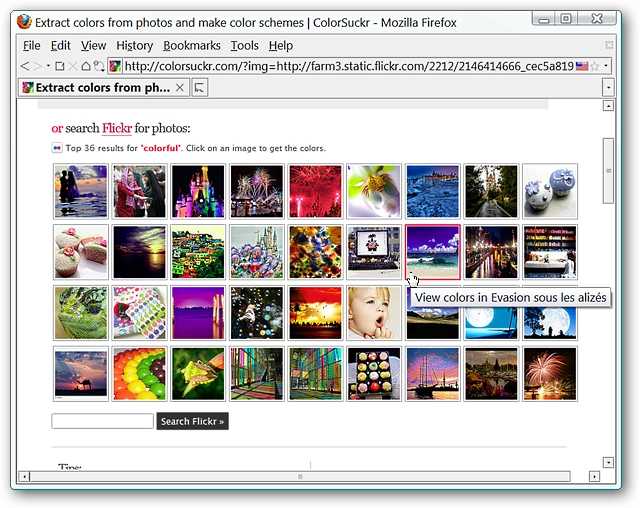 Extract colors from photos and make color schemes | ColorSuckr - Mozilla Firefox
File Edit View History Bookmarks Tools Help
http://colorsuckr.com/?img=http://farm3.static.flickr.com/2212/2146414666_cec5a819
Extract colors from ph...
or search Flickr for photos:
Top 36 results for "colorful". Click on an image to get the colors.
View colors in Evasion sous les alizés
Search Flickr »
Tips: